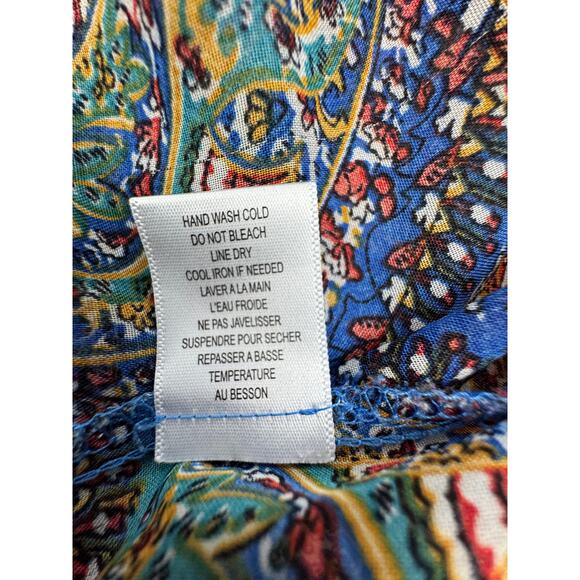 HAND WASH COLD
DO NOT BLEACH
LINE DRY
COOL IRON IF NEEDED
LAVER A LA MAIN
L'EAU FROIDE
NE PAS JAVELISSER
SUSPENDRE POUR SECHER
REPASSER A BASSE
TEMPERATURE
AU BESSON